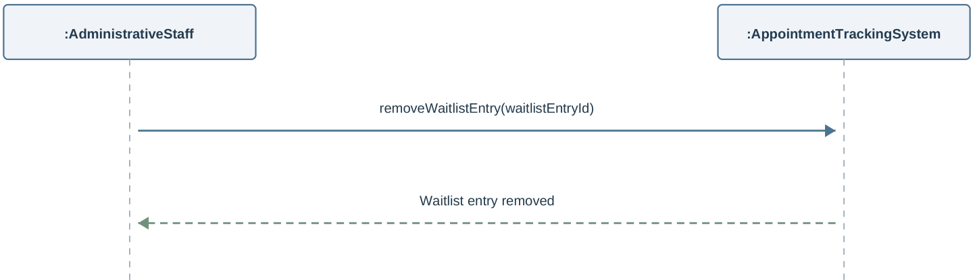 :AdministrativeStaff
:AppointmentTrackingSystem
removeWaitlistEntry(waitlistEntryId)
Waitlist entry removed